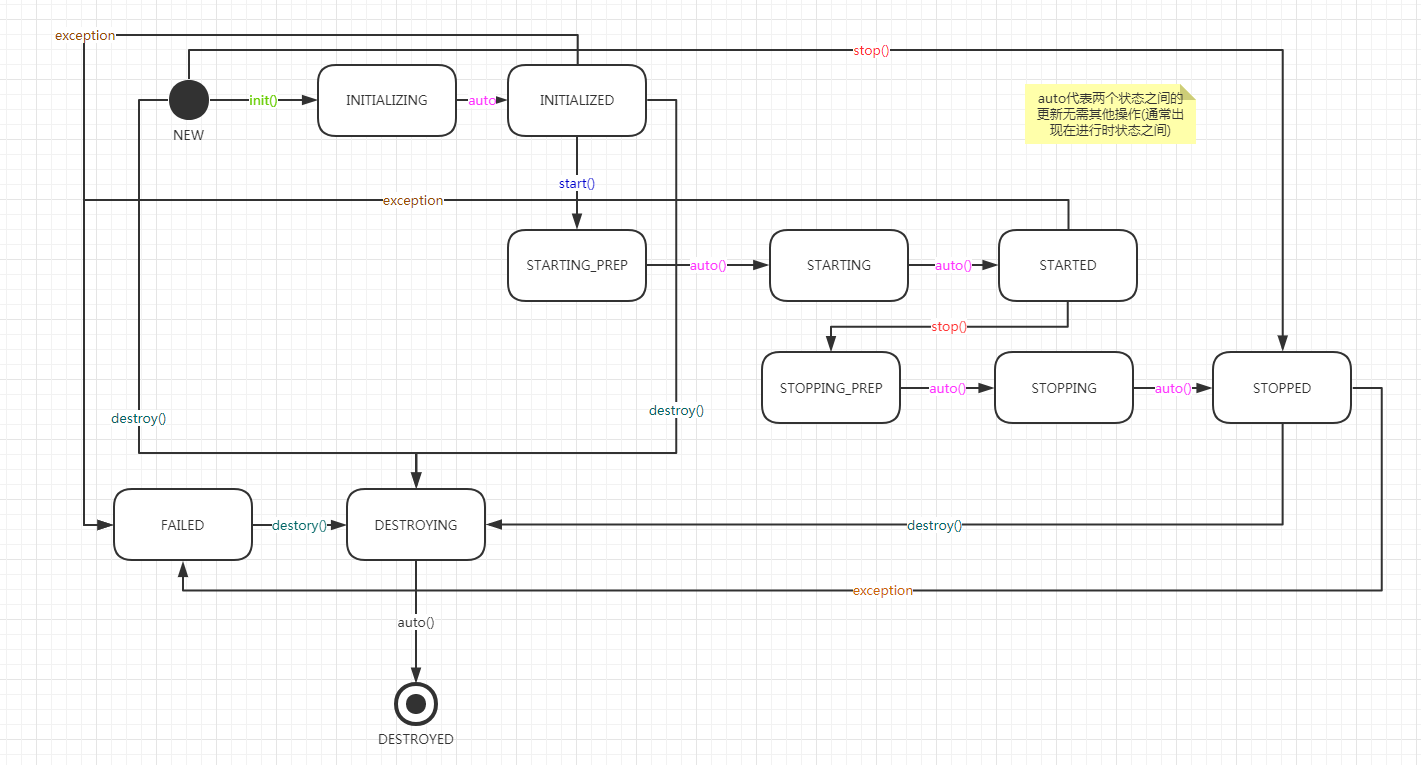 exception
stop()
init()
INITIALIZING
auto
INITIALIZED
NEW
auto代表两个状态之间的
更新无需其他操作(通常出
现在进行时状态之间)
start()
exception
STARTING_PREP
auto()
STARTING
auto()
STARTED
stop()
STOPPING_PREP
auto()
STOPPING
auto()
STOPPED
destroy()
destroy()
FAILED
destory()
DESTROYING
destroy()
exception
auto()
DESTROYED